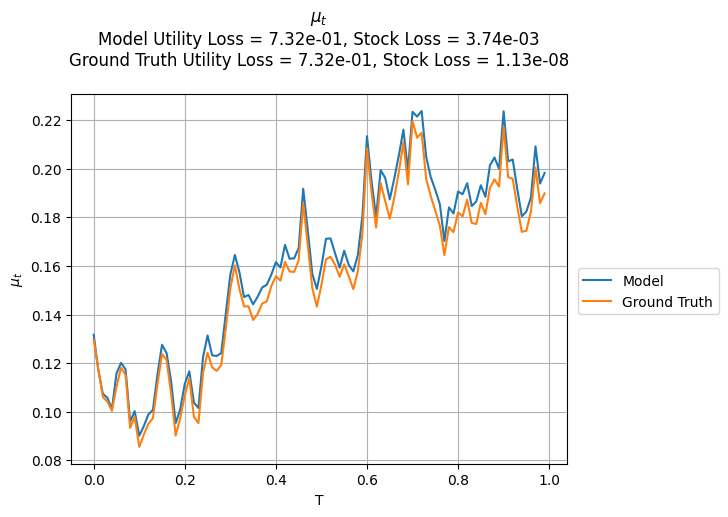 μₜ
Model Utility Loss = 7.32e-01, Stock Loss = 3.74e-03
Ground Truth Utility Loss = 7.32e-01, Stock Loss = 1.13e-08
0.22
0.20
0.18
0.16
0.14
0.12
0.10
0.08
μₜ
0.0
0.2
0.4
0.6
0.8
1.0
T
Model
Ground Truth